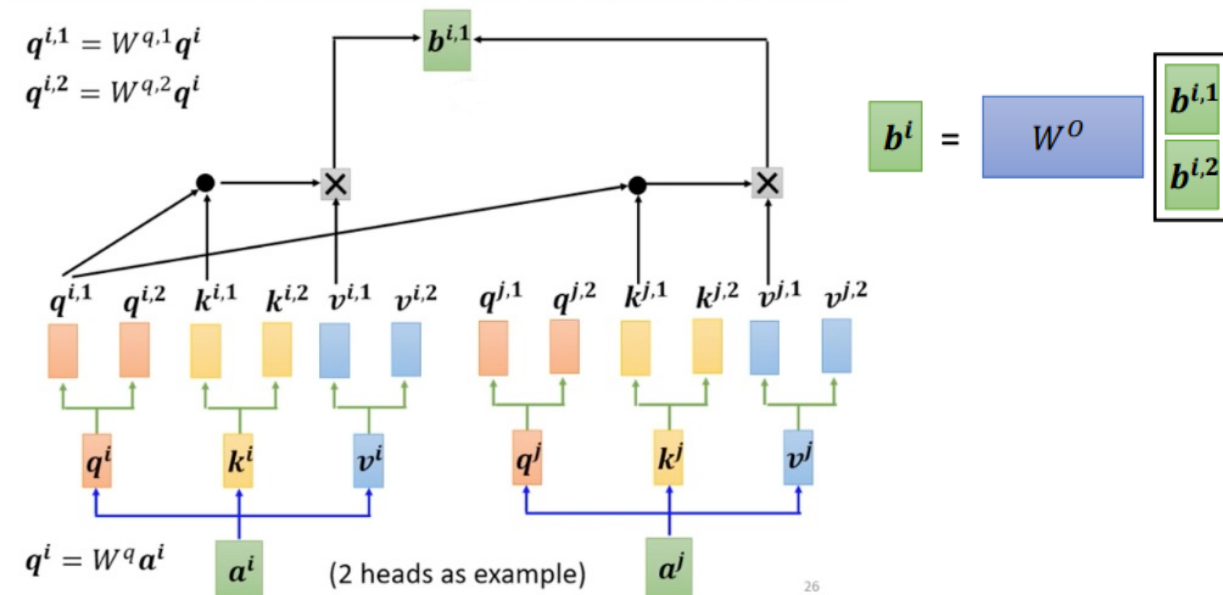 𝒒^{i,1} = W^{q,1}𝒒^i
𝒒^{i,2} = W^{q,2}𝒒^i
b^{i,1}
b^i = W^O b^{i,1}
b^{i,2}
q^{i,1} q^{i,2} k^{i,1} k^{i,2} v^{i,1} v^{i,2} q^{j,1} q^{j,2} k^{j,1} k^{j,2} v^{j,1} v^{j,2}
q^i k^i v^i q^j k^j v^j
q^i = W^q a^i
a^i (2 heads as example) a^j
26